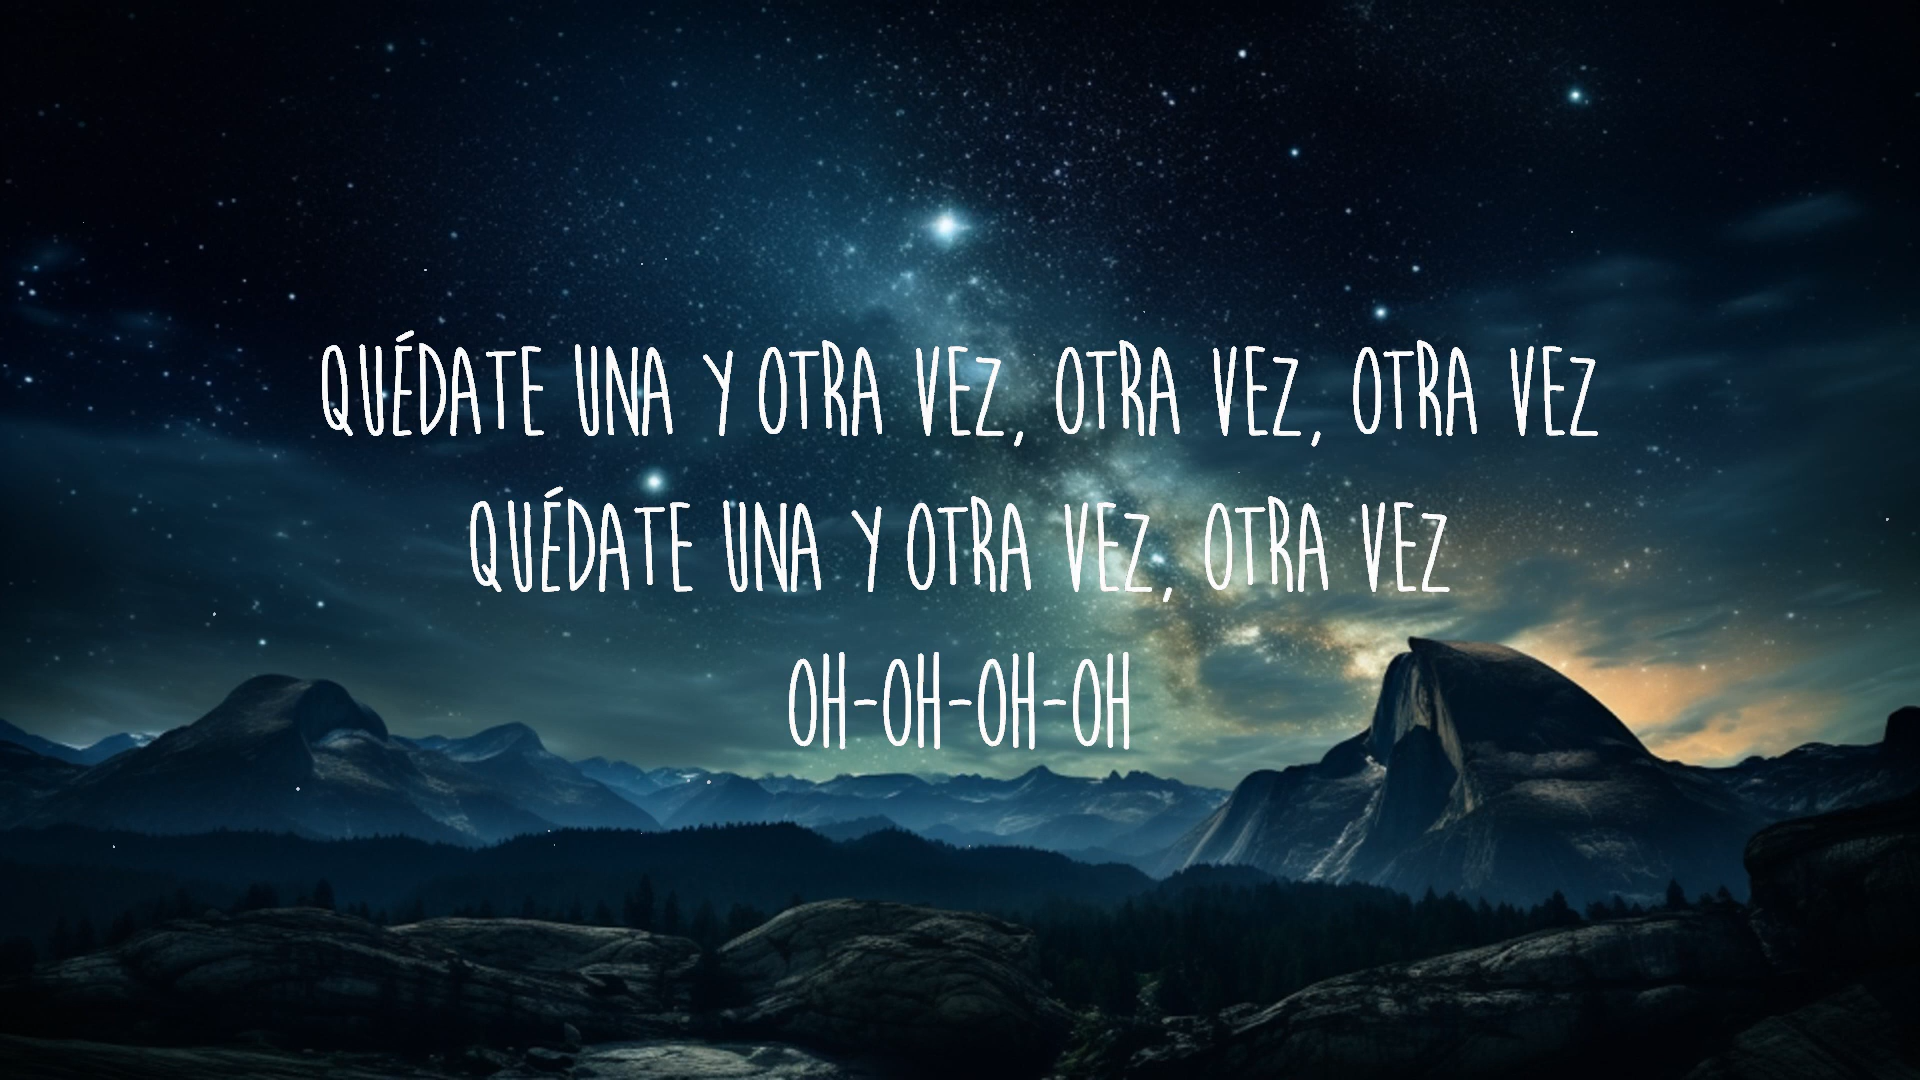 QUÉDATE UNA Y OTRA VEZ, OTRA VEZ, OTRA VEZ
QUÉDATE UNA Y OTRA VEZ, OTRA VEZ
OH-OH-OH-OH